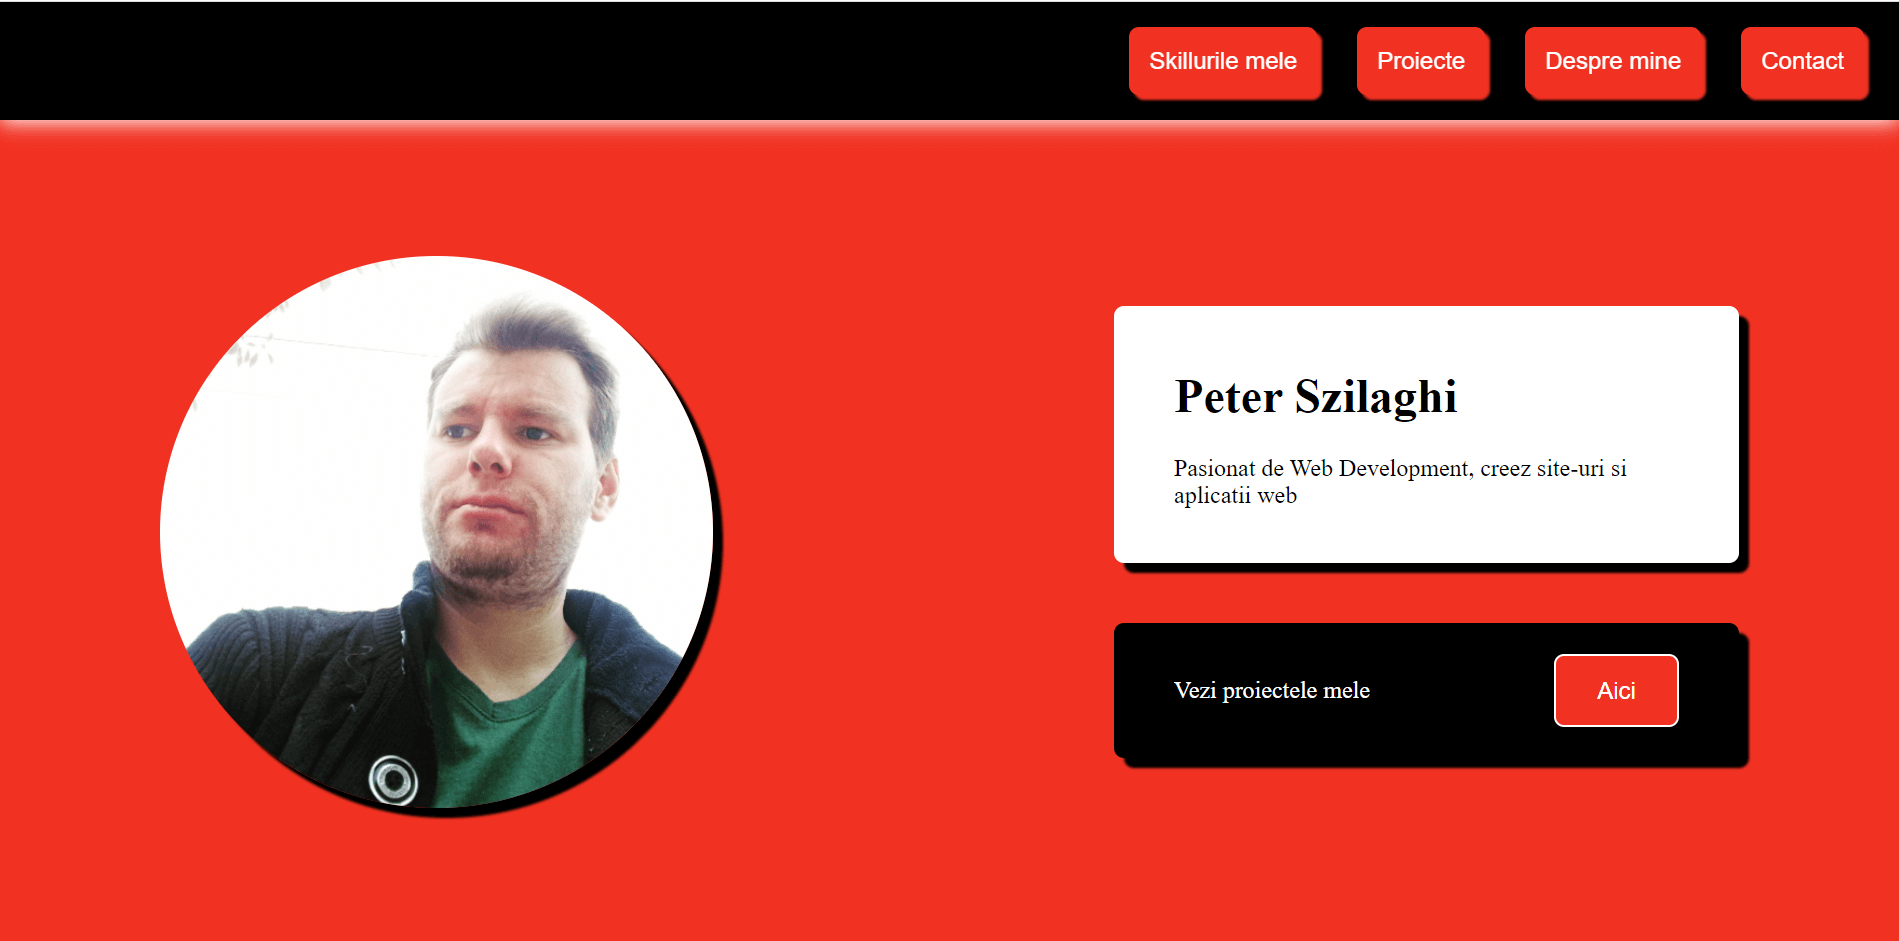 Skillurile mele
Proiecte
Despre mine
Contact
Peter Szilaghi
Pasionat de Web Development, creez site-uri si
aplicatii web
Vezi proiectele mele
Aici